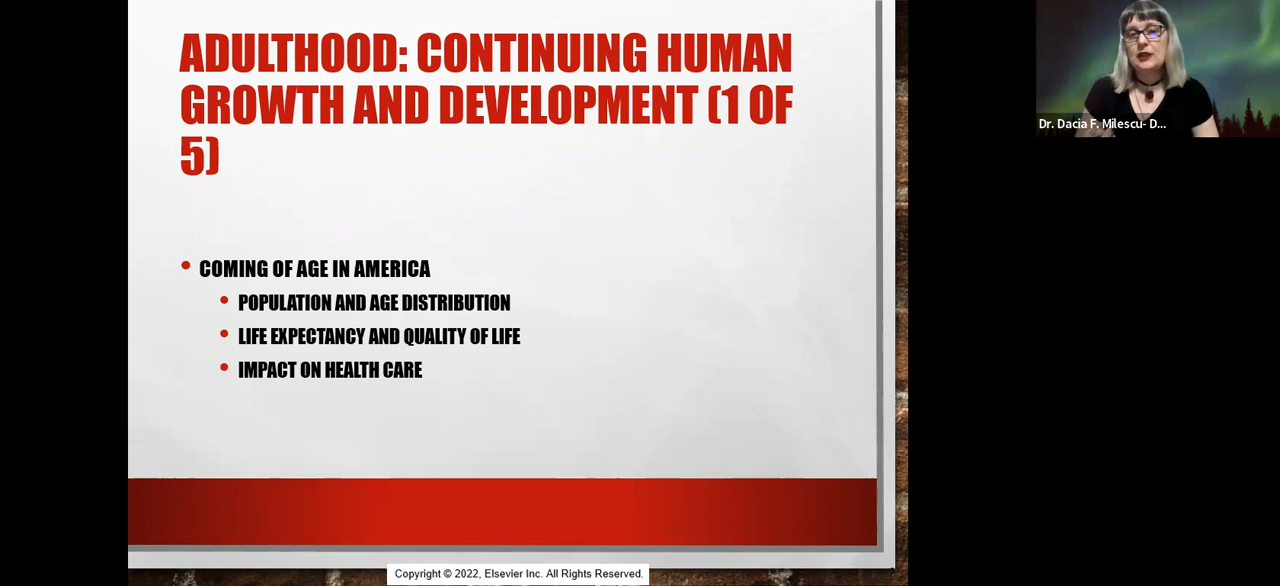 ADULTHOOD: CONTINUING HUMAN
GROWTH AND DEVELOPMENT (1 OF
5)
• COMING OF AGE IN AMERICA
• POPULATION AND AGE DISTRIBUTION
• LIFE EXPECTANCY AND QUALITY OF LIFE
• IMPACT ON HEALTH CARE
Copyright © 2022, Elsevier Inc. All Rights Reserved.
Dr. Dacia F. Milescu- D...